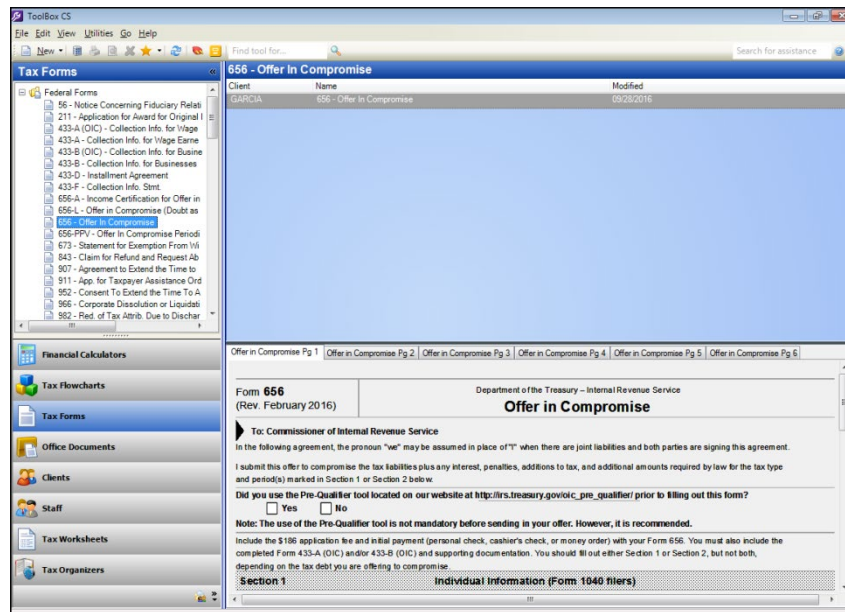 ToolBox CS
File Edit View Utilities Go Help
New
Find tool for...
Search for assistance
Tax Forms
Federal Forms
56 - Notice Concerning Fiduciary Relati
211 - Application for Award for Original I
433-A (OIC) - Collection Info. for Wage
433-A - Collection Info. for Wage Earne
433-B (OIC) - Collection Info. for Busine
433-B - Collection Info. for Businesses
433-D - Installment Agreement
433-F - Collection Info. Stmt.
656-A - Income Certification for Offer in
656-L - Offer in Compromise (Doubt as
656 - Offer In Compromise
656-PPV - Offer In Compromise Periodi
673 - Statement for Exemption From Wi
843 - Claim for Refund and Request Ab
907 - Agreement to Extend the Time to
911 - App. for Taxpayer Assistance Ord
952 - Consent To Extend the Time To A
966 - Corporate Dissolution or Liquidati
982 - Red. of Tax Attrib. Due to Dischar
Financial Calculators
Tax Flowcharts
Tax Forms
Office Documents
Clients
Staff
Tax Worksheets
Tax Organizers
656 - Offer In Compromise
Client Name Modified
GARCIA 656 - Offer In Compromise 09/28/2016
Offer in Compromise Pg 1 Offer in Compromise Pg 2 Offer in Compromise Pg 3 Offer in Compromise Pg 4 Offer in Compromise Pg 5 Offer in Compromise Pg 6
Form 656
(Rev. February 2016)
Department of the Treasury – Internal Revenue Service
Offer in Compromise
To: Commissioner of Internal Revenue Service
In the following agreement, the pronoun "we" may be assumed in place of "I" when there are joint liabilities and both parties are signing this agreement.
I submit this offer to compromise the tax liabilities plus any interest, penalties, additions to tax, and additional amounts required by law for the tax type
and period(s) marked in Section 1 or Section 2 below.
Did you use the Pre-Qualifier tool located on our website at http://irs.treasury.gov/oic_pre_qualifier/ prior to filling out this form?
Yes No
Note: The use of the Pre-Qualifier tool is not mandatory before sending in your offer. However, it is recommended.
Include the $186 application fee and initial payment (personal check, cashier's check, or money order) with your Form 656. You must also include the
completed Form 433-A (OIC) and/or 433-B (OIC) and supporting documentation. You should fill out either Section 1 or Section 2, but not both,
depending on the tax debt you are offering to compromise.
Section 1 Individual Information (Form 1040 filers)